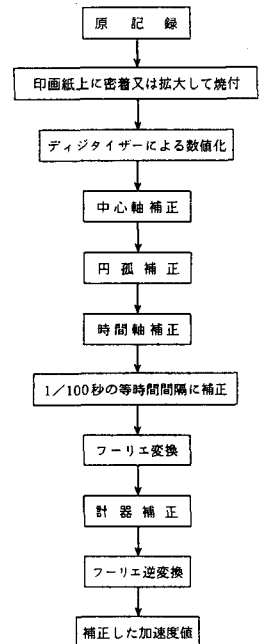 原記録
印画紙上に密着又は拡大して焼付
ディジタイザーによる数値化
中心軸補正
円孤補正
時間軸補正
1/100秒の等時間間隔に補正
フーリエ変換
計器補正
フーリエ逆変換
補正した加速度値